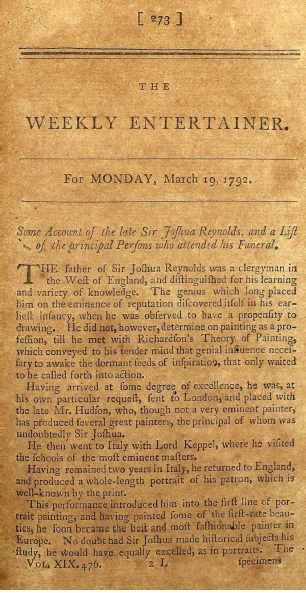 [ 273 ]
THE
WEEKLY ENTERTAINER.
For MONDAY, March 19, 1792.
Some Account of the late Sir Joſhua Reynolds, and a Liſt
of the principal Perſons who attended his Funeral.
THE father of Sir Joſhua Reynolds was a clergyman in
the Weſt of England, and diſtinguiſhed for his learning
and variety of knowledge. The genius which long placed
him on the eminence of reputation diſcovered itſelf in his ear-
lieſt infancy, when he was obſerved to have a propenſity to
drawing. He did not, however, determine on painting as a pro-
feſſion, till he met with Richardſon's Theory of Painting,
which conveyed to his tender mind that genial influence neceſ-
ſary to awake the dormant ſeeds of inſpiration, that only waited
to be called forth into action.
Having arrived at ſome degree of excellence, he was, at
his own particular requeſt, ſent to London, and placed with
the late Mr. Hudſon, who, though not a very eminent painter,
has produced ſeveral great painters, the principal of whom was
undoubtedly Sir Joſhua.
He then went to Italy with Lord Keppel, where he viſited
the ſchools of the moſt eminent maſters.
Having remained two years in Italy, he returned to England,
and produced a whole-length portrait of his patron, which is
well-known by the print.
This performance introduced him into the firſt line of por-
trait painting, and having painted ſome of the firſt-rate beau-
ties, he ſoon became the beſt and moſt faſhionable painter in
Europe. No doubt had Sir Joſhua made hiſtorical ſubjects his
ſtudy, he would have equally excelled, as in portraits. The
VOL. XIX. 476. 2 L ſpecimens